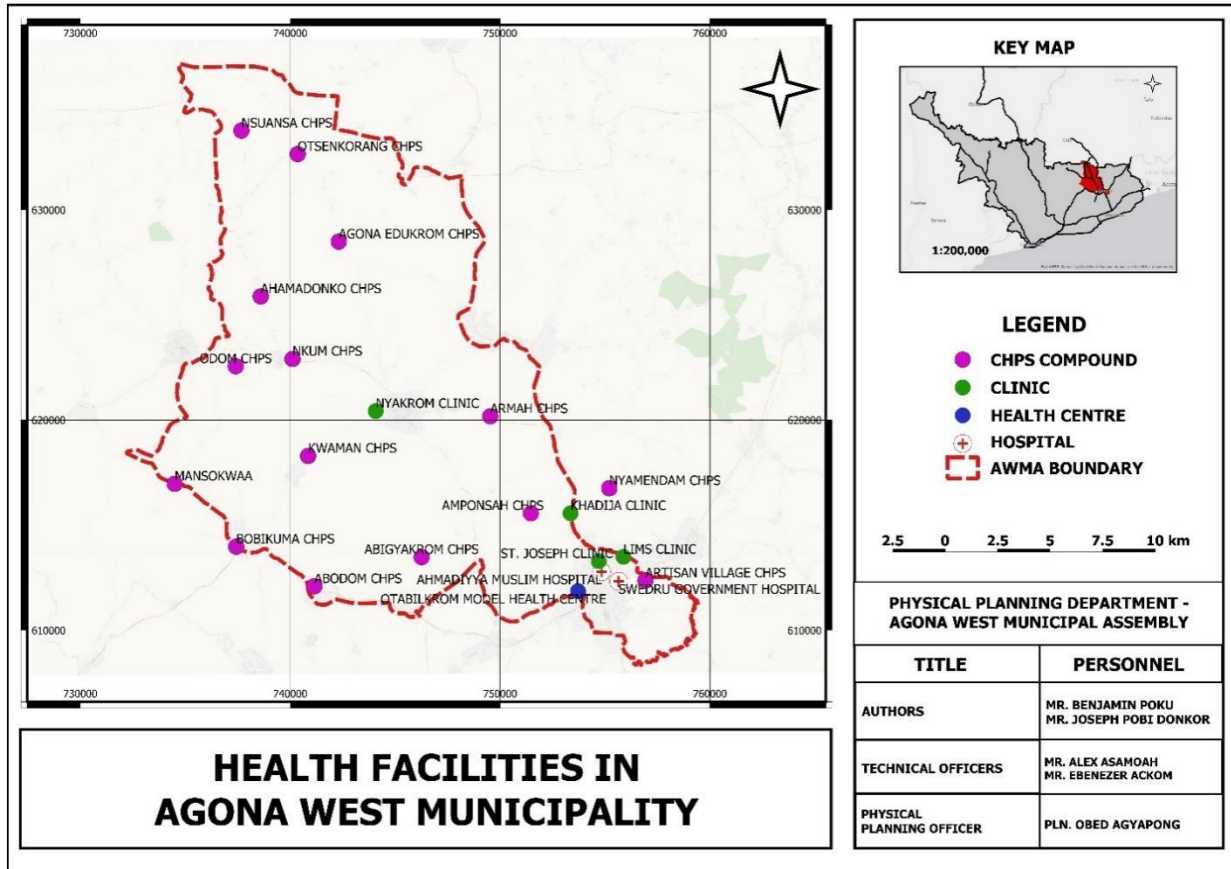 730000 740000 750000 760000
NSUANSA CHPS
OTSENKORANG CHPS
630000 630000
AGONA EDUKROM CHPS
AHAMADONKO CHPS
NKUM CHPS
ODOM CHPS
NYAKROM CLINIC
ARMAH CHPS
620000 620000
KWAMAN CHPS
MANSOKWAA
NYAMENDAM CHPS
AMPONSAH CHPS
KHADIJA CLINIC
BOBIKUMA CHPS
ABIGYAKROM CHPS
ST. JOSEPH CLINIC
LIMS CLINIC
ARTISAN VILLAGE CHPS
ABODOM CHPS
AHMADIYYA MUSLIM HOSPITAL
SWEDRU GOVERNMENT HOSPITAL
OTABILKROM MODEL HEALTH CENTRE
610000 610000
730000 740000 750000 760000
HEALTH FACILITIES IN
AGONA WEST MUNICIPALITY
KEY MAP
1:200,000
LEGEND
CHPS COMPOUND
CLINIC
HEALTH CENTRE
HOSPITAL
AWMA BOUNDARY
2.5 0 2.5 5 7.5 10 km
PHYSICAL PLANNING DEPARTMENT -
AGONA WEST MUNICIPAL ASSEMBLY
TITLE PERSONNEL
AUTHORS
MR. BENJAMIN POKU
MR. JOSEPH POBI DONKOR
TECHNICAL OFFICERS
MR. ALEX ASAMOAH
MR. EBENEZER ACKOM
PHYSICAL
PLANNING OFFICER
PLN. OBED AGYAPONG